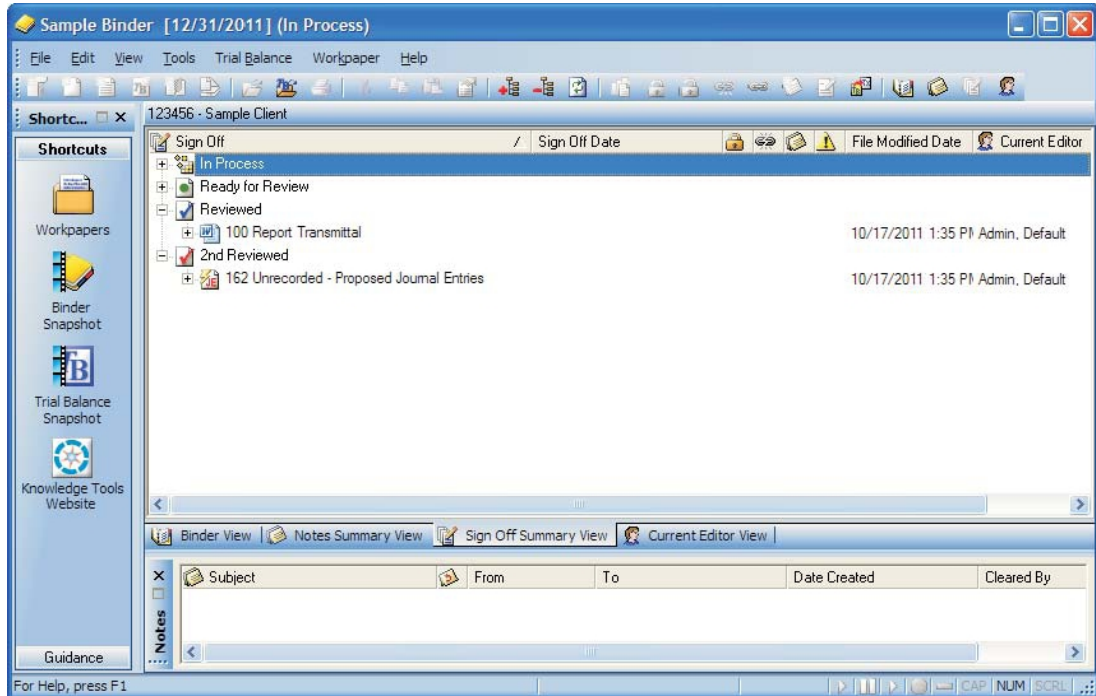 Sample Binder [12/31/2011] (In Process)
File Edit View Tools Trial Balance Workpaper Help
Shortc...
123456 - Sample Client
Shortcuts
Sign Off / Sign Off Date File Modified Date Current Editor
In Process
Ready for Review
Reviewed
Workpapers
100 Report Transmittal 10/17/2011 1:35 PM Admin, Default
2nd Reviewed
162 Unrecorded - Proposed Journal Entries 10/17/2011 1:35 PM Admin, Default
Binder
Snapshot
Trial Balance
Snapshot
Knowledge Tools
Website
Binder View Notes Summary View Sign Off Summary View Current Editor View
Subject From To Date Created Cleared By
Notes
Guidance
For Help, press F1 CAP NUM SCRL